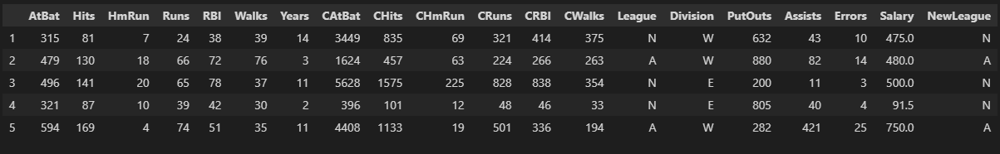 AtBat Hits HmRun Runs RBI Walks Years CAtBat CHits CHmRun CRuns CRBI CWalks League Division PutOuts Assists Errors Salary NewLeague
1 315 81 7 24 38 39 14 3449 835 69 321 414 375 N W 632 43 10 475.0 N
2 479 130 18 66 72 76 3 1624 457 63 224 266 263 A W 880 82 14 480.0 A
3 496 141 20 65 78 37 11 5628 1575 225 828 838 354 N E 200 11 3 500.0 N
4 321 87 10 39 42 30 2 396 101 12 48 46 33 N E 805 40 4 91.5 N
5 594 169 4 74 51 35 11 4408 1133 19 501 336 194 A W 282 421 25 750.0 A